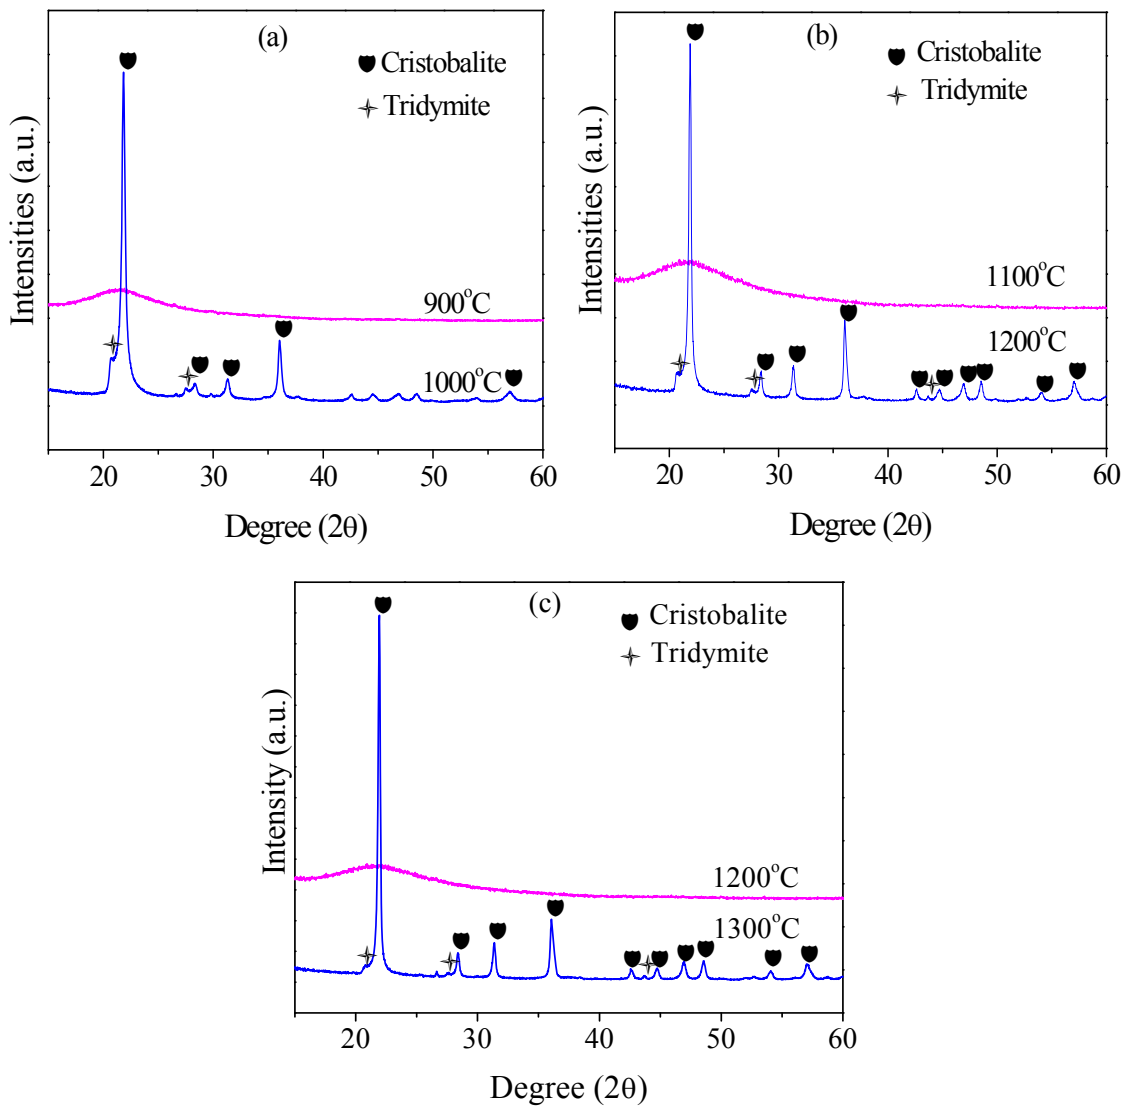 (a)
Cristobalite
Tridymite
900°C
1000°C
Intensities (a.u.)
20 30 40 50 60
Degree (2θ)
(b)
Cristobalite
Tridymite
1100°C
1200°C
Intensities (a.u.)
20 30 40 50 60
Degree (2θ)
(c)
Cristobalite
Tridymite
1200°C
1300°C
Intensity (a.u.)
20 30 40 50 60
Degree (2θ)